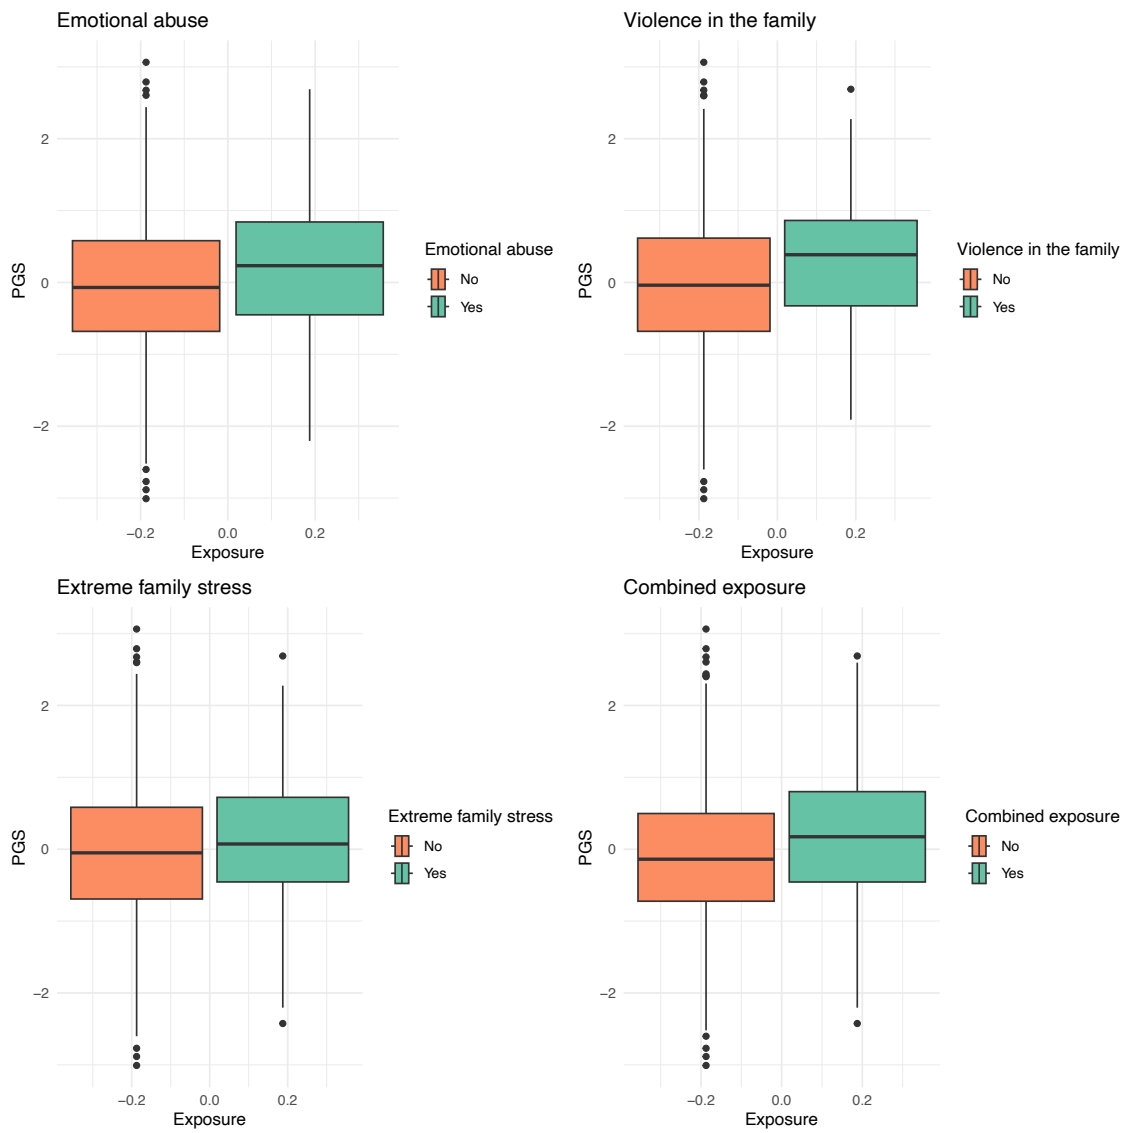 Emotional abuse
PGS
2
0
−2
−0.2 0.0 0.2
Exposure
Emotional abuse
No
Yes
Violence in the family
PGS
2
0
−2
−0.2 0.0 0.2
Exposure
Violence in the family
No
Yes
Extreme family stress
PGS
2
0
−2
−0.2 0.0 0.2
Exposure
Extreme family stress
No
Yes
Combined exposure
PGS
2
0
−2
−0.2 0.0 0.2
Exposure
Combined exposure
No
Yes